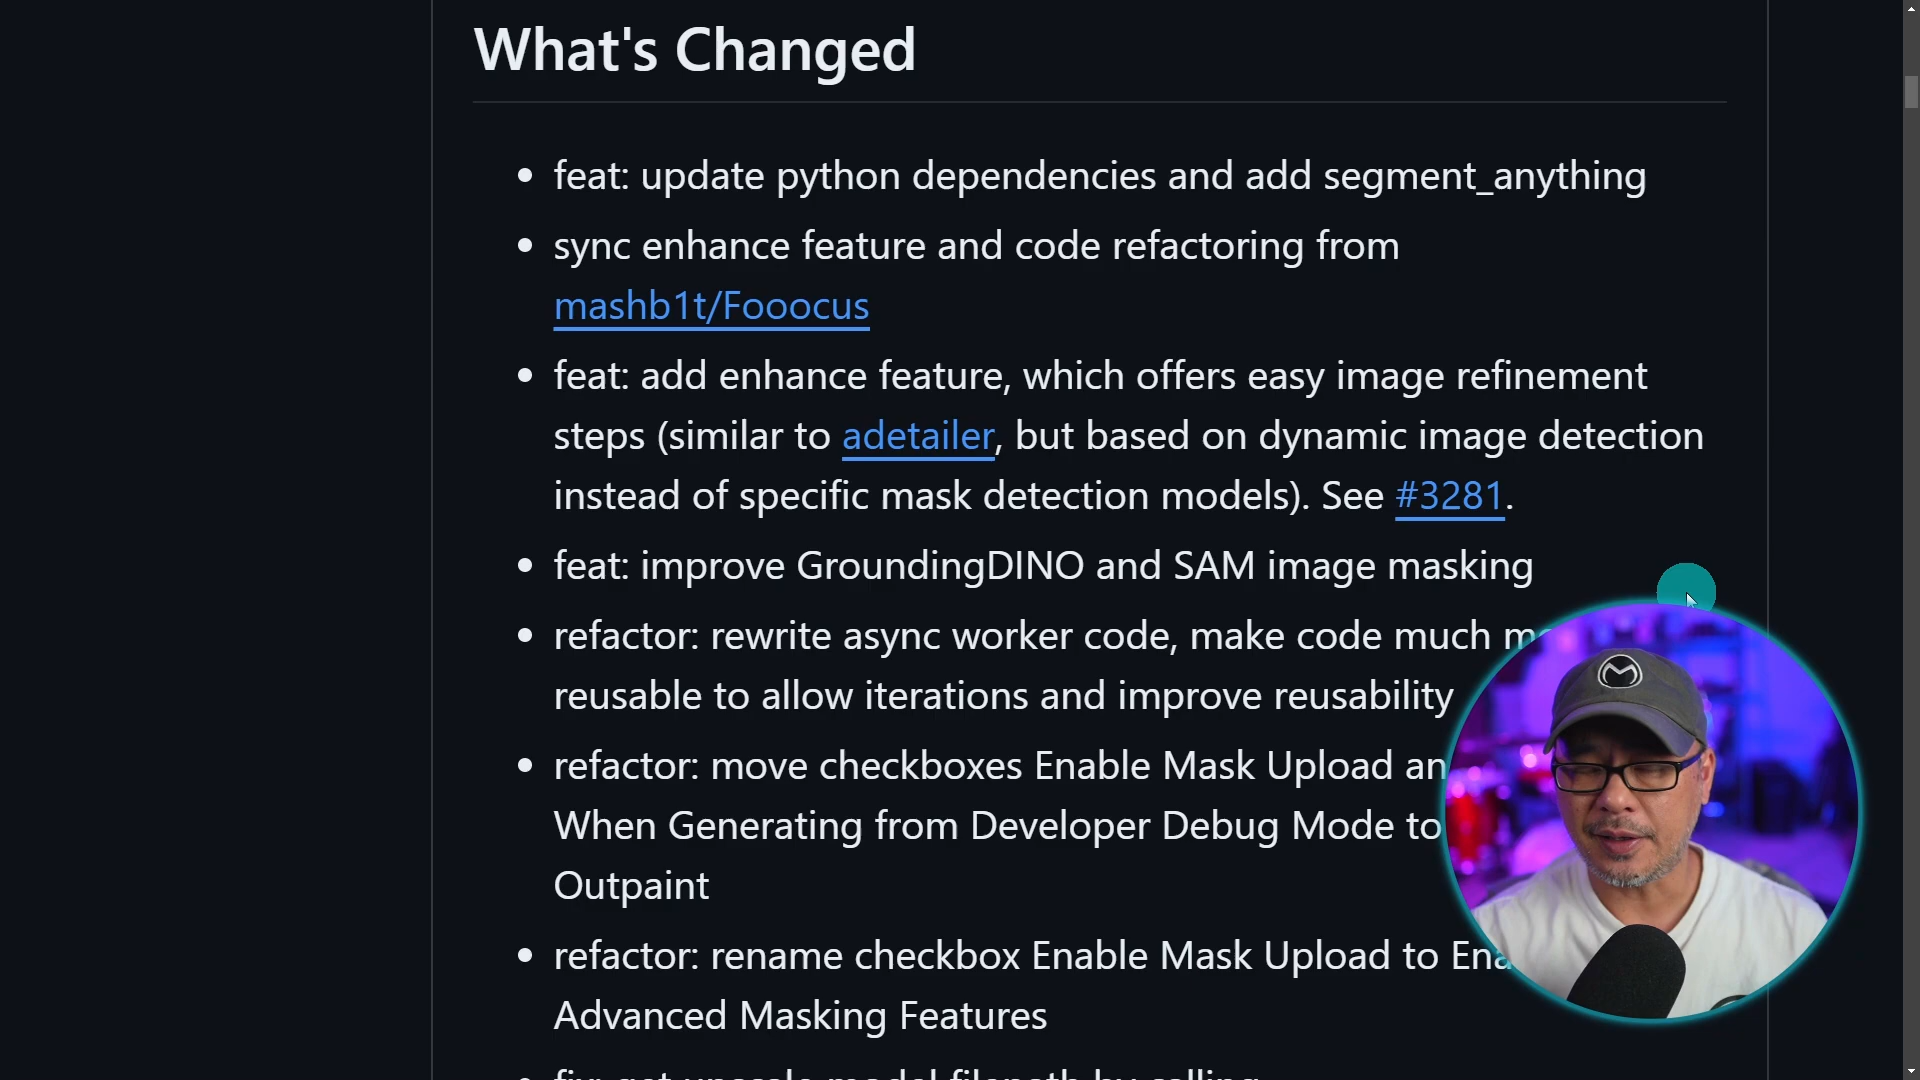 What's Changed
feat: update python dependencies and add segment_anything
sync enhance feature and code refactoring from
mashb1t/Fooocus
feat: add enhance feature, which offers easy image refinement
steps (similar to adetailer, but based on dynamic image detection
instead of specific mask detection models). See #3281.
feat: improve GroundingDINO and SAM image masking
refactor: rewrite async worker code, make code much
reusable to allow iterations and improve reusability
refactor: move checkboxes Enable Mask Upload
When Generating from Developer Debug Mode to
Outpaint
refactor: rename checkbox Enable Mask Upload to
Advanced Masking Features